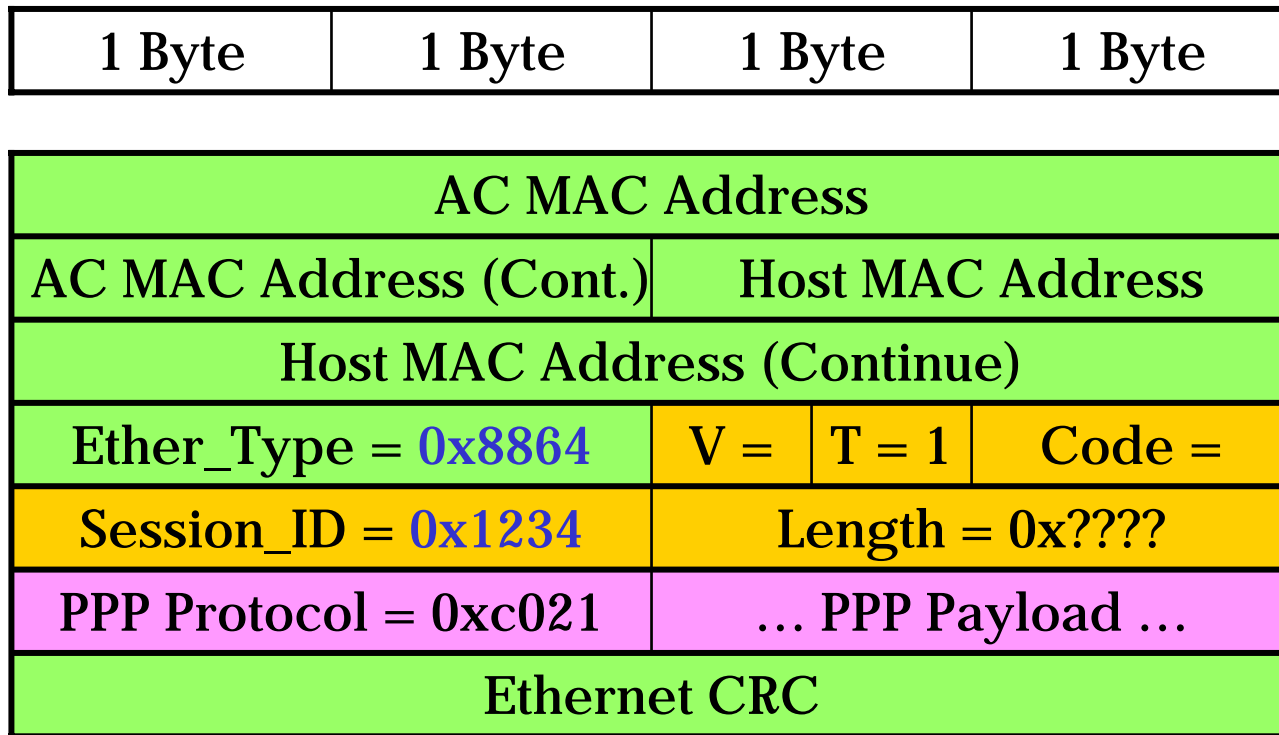 1 Byte 1 Byte 1 Byte 1 Byte
AC MAC Address
AC MAC Address (Cont.) Host MAC Address
Host MAC Address (Continue)
Ether_Type = 0x8864 V = T = 1 Code =
Session_ID = 0x1234 Length = 0x????
PPP Protocol = 0xc021 … PPP Payload …
Ethernet CRC